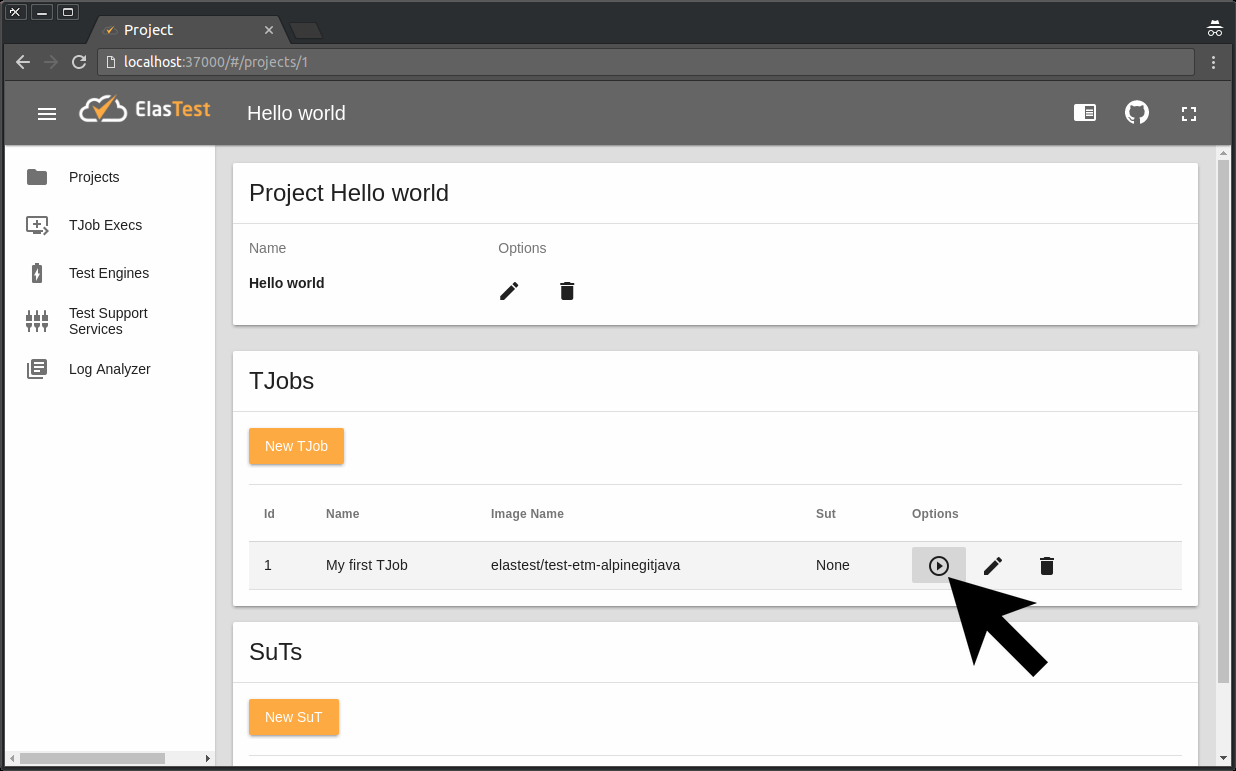 Project
localhost:37000/#/projects/1
ElasTest
Hello world
Projects
TJob Execs
Test Engines
Test Support
Services
Log Analyzer
Project Hello world
Name Options
Hello world
TJobs
New TJob
Id Name Image Name Sut Options
1 My first TJob elastest/test-etm-alpinegitjava None
SuTs
New SuT